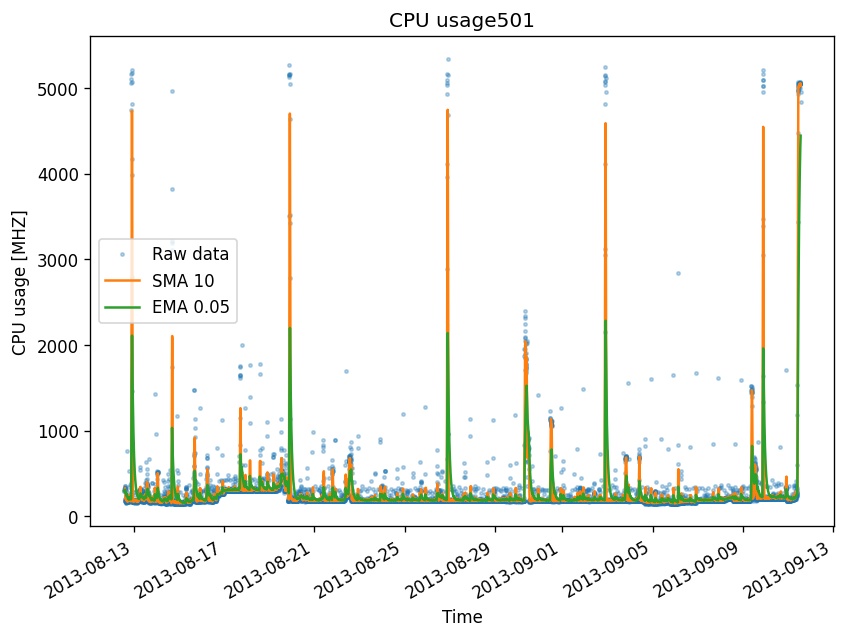 CPU usage501
CPU usage [MHZ]
5000
4000
3000
2000
1000
0
Raw data
SMA 10
EMA 0.05
2013-08-13
2013-08-17
2013-08-21
2013-08-25
2013-08-29
2013-09-01
2013-09-05
2013-09-09
2013-09-13
Time